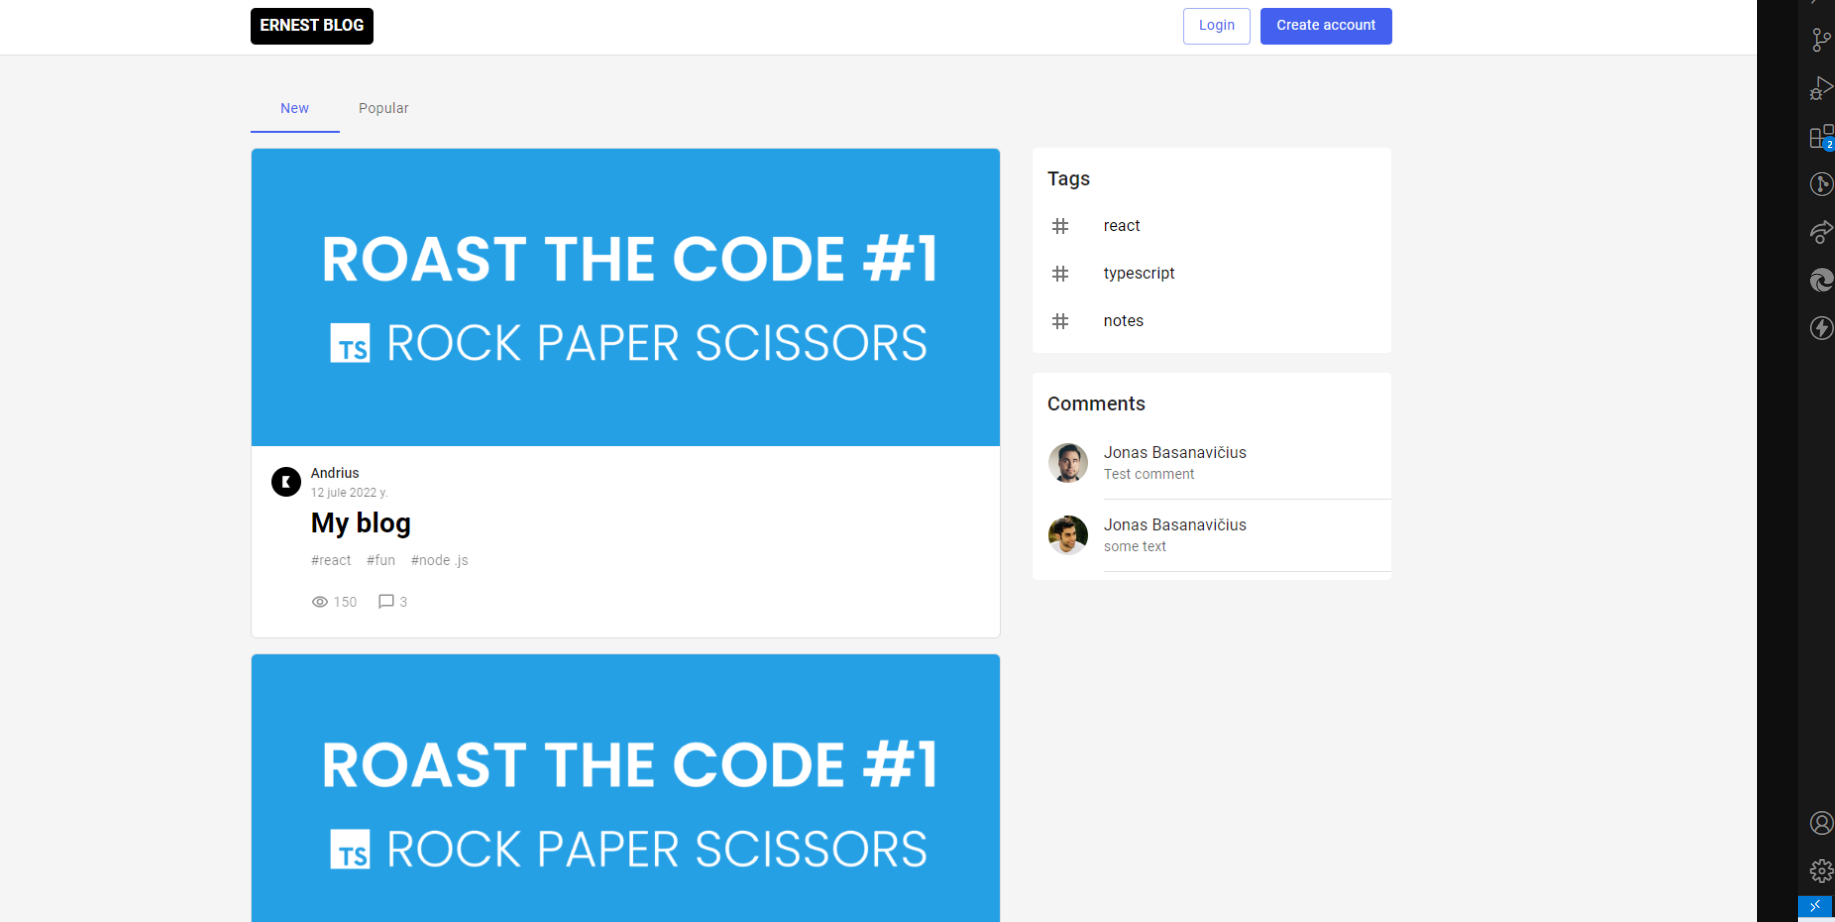 ERNEST BLOG
Login
Create account
New
Popular
ROAST THE CODE #1
TS ROCK PAPER SCISSORS
Andrius
12 jule 2022 y.
My blog
#react #fun #node .js
150 3
ROAST THE CODE #1
TS ROCK PAPER SCISSORS
Tags
# react
# typescript
# notes
Comments
Jonas Basanavičius
Test comment
Jonas Basanavičius
some text
2